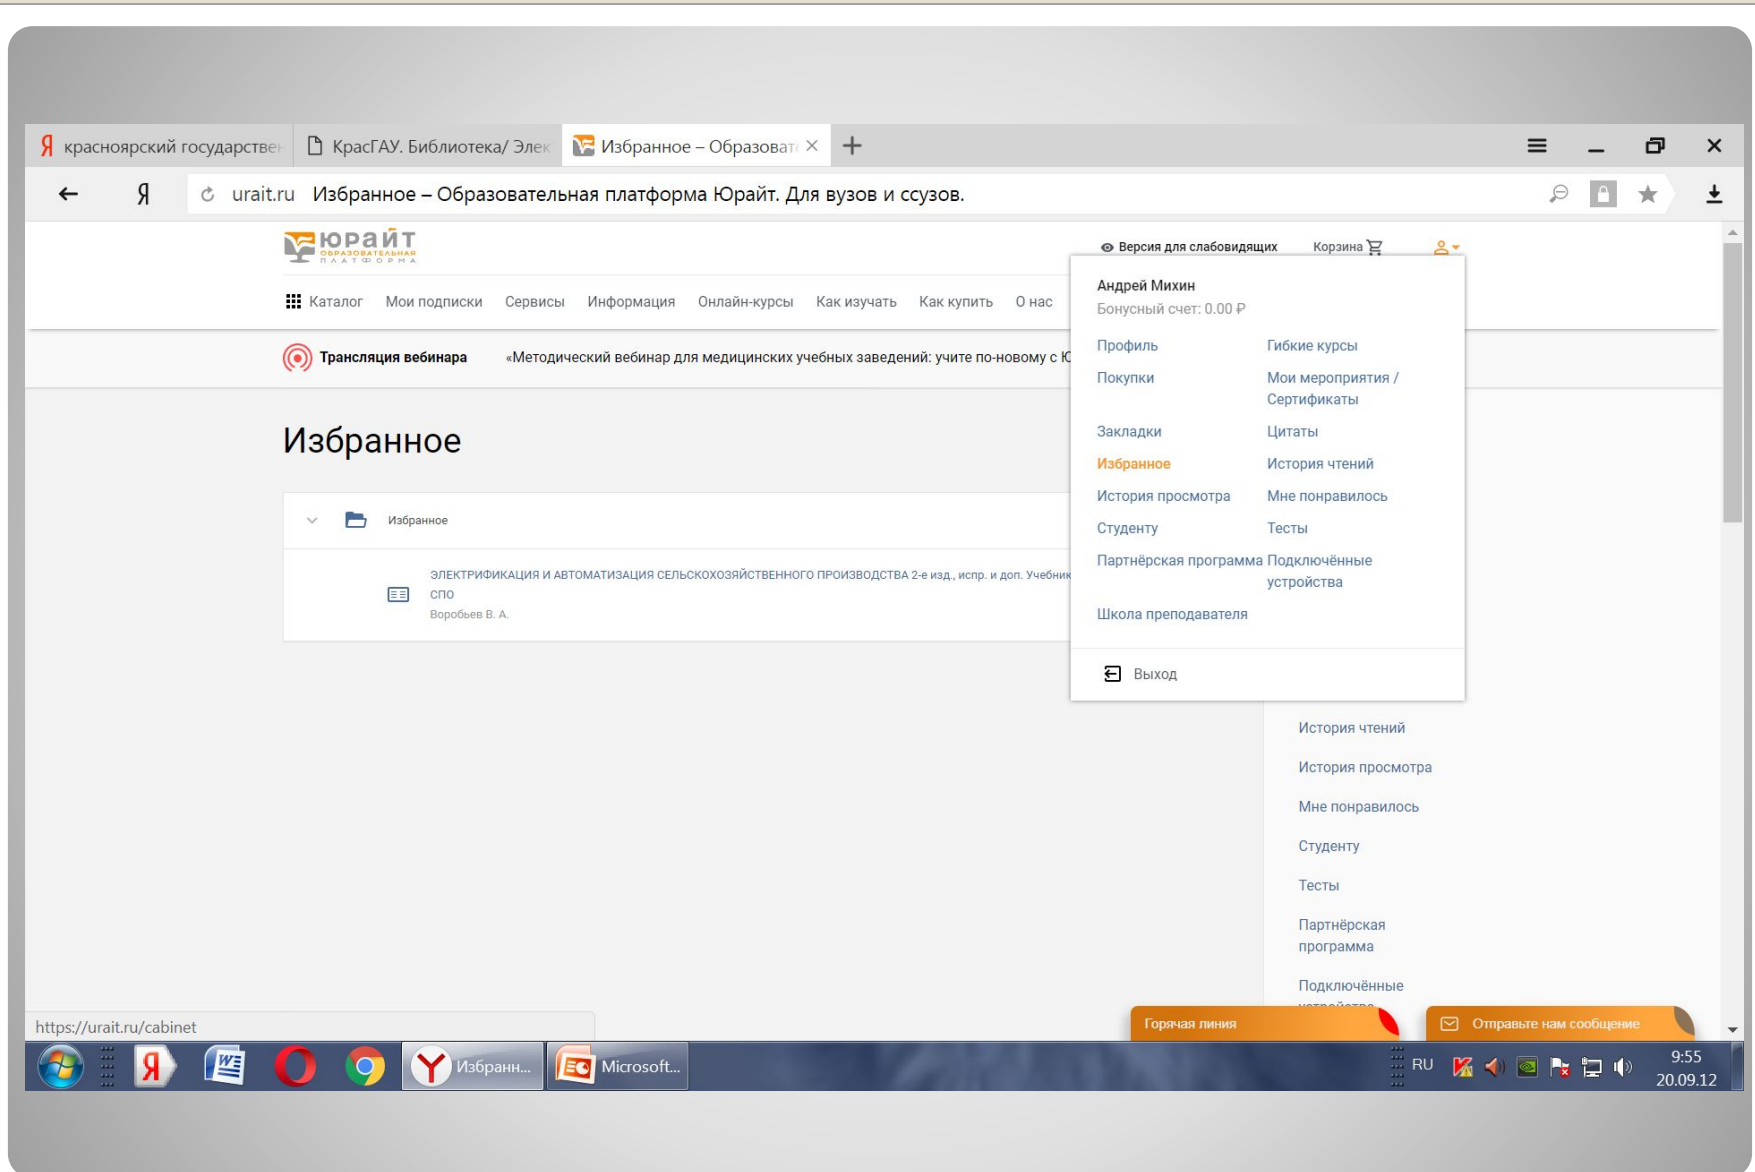 Я красноярский государствен
КрасГАУ. Библиотека/ Элек
Избранное – Образовате
Я
urait.ru Избранное – Образовательная платформа Юрайт. Для вузов и ссузов.
юрайт
ОБРАЗОВАТЕЛЬНАЯ
ПЛАТФОРМА
Версия для слабовидящих
Корзина
Каталог Мои подписки Сервисы Информация Онлайн-курсы Как изучать Как купить О нас
Трансляция вебинара «Методический вебинар для медицинских учебных заведений: учите по-новому с Ю
Андрей Михин
Бонусный счет: 0.00 ₽
Профиль Гибкие курсы
Покупки Мои мероприятия /
Сертификаты
Закладки Цитаты
Избранное История чтений
История просмотра Мне понравилось
Студенту Тесты
Партнёрская программа Подключённые
устройства
Школа преподавателя
Выход
Избранное
Избранное
ЭЛЕКТРИФИКАЦИЯ И АВТОМАТИЗАЦИЯ СЕЛЬСКОХОЗЯЙСТВЕННОГО ПРОИЗВОДСТВА 2-е изд., испр. и доп. Учебник
СПО
Воробьев В. А.
История чтений
История просмотра
Мне понравилось
Студенту
Тесты
Партнёрская
программа
Подключённые
Горячая линия
Отправьте нам сообщение
https://urait.ru/cabinet
Я
Избранн...
Microsoft...
RU
9:55
20.09.12